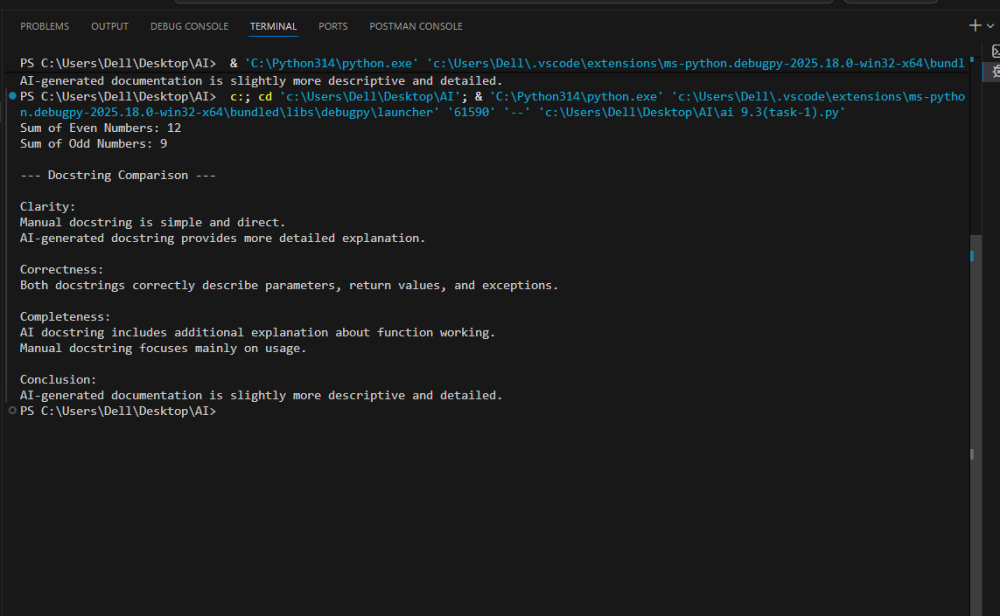 PROBLEMS OUTPUT DEBUG CONSOLE TERMINAL PORTS POSTMAN CONSOLE
PS C:\Users\Dell\Desktop\AI>  & 'C:\Python314\python.exe' 'c:\Users\Dell\.vscode\extensions\ms-python.debugpy-2025.18.0-win32-x64\bundl
AI-generated documentation is slightly more descriptive and detailed.
PS C:\Users\Dell\Desktop\AI>  c:; cd 'c:\Users\Dell\Desktop\AI'; & 'C:\Python314\python.exe' 'c:\Users\Dell\.vscode\extensions\ms-pytho
n.debugpy-2025.18.0-win32-x64\bundled\libs\debugpy\launcher' '61590' '--' 'c:\Users\Dell\Desktop\AI\ai 9.3(task-1).py'
Sum of Even Numbers: 12
Sum of Odd Numbers: 9
--- Docstring Comparison ---
Clarity:
Manual docstring is simple and direct.
AI-generated docstring provides more detailed explanation.
Correctness:
Both docstrings correctly describe parameters, return values, and exceptions.
Completeness:
AI docstring includes additional explanation about function working.
Manual docstring focuses mainly on usage.
Conclusion:
AI-generated documentation is slightly more descriptive and detailed.
PS C:\Users\Dell\Desktop\AI>